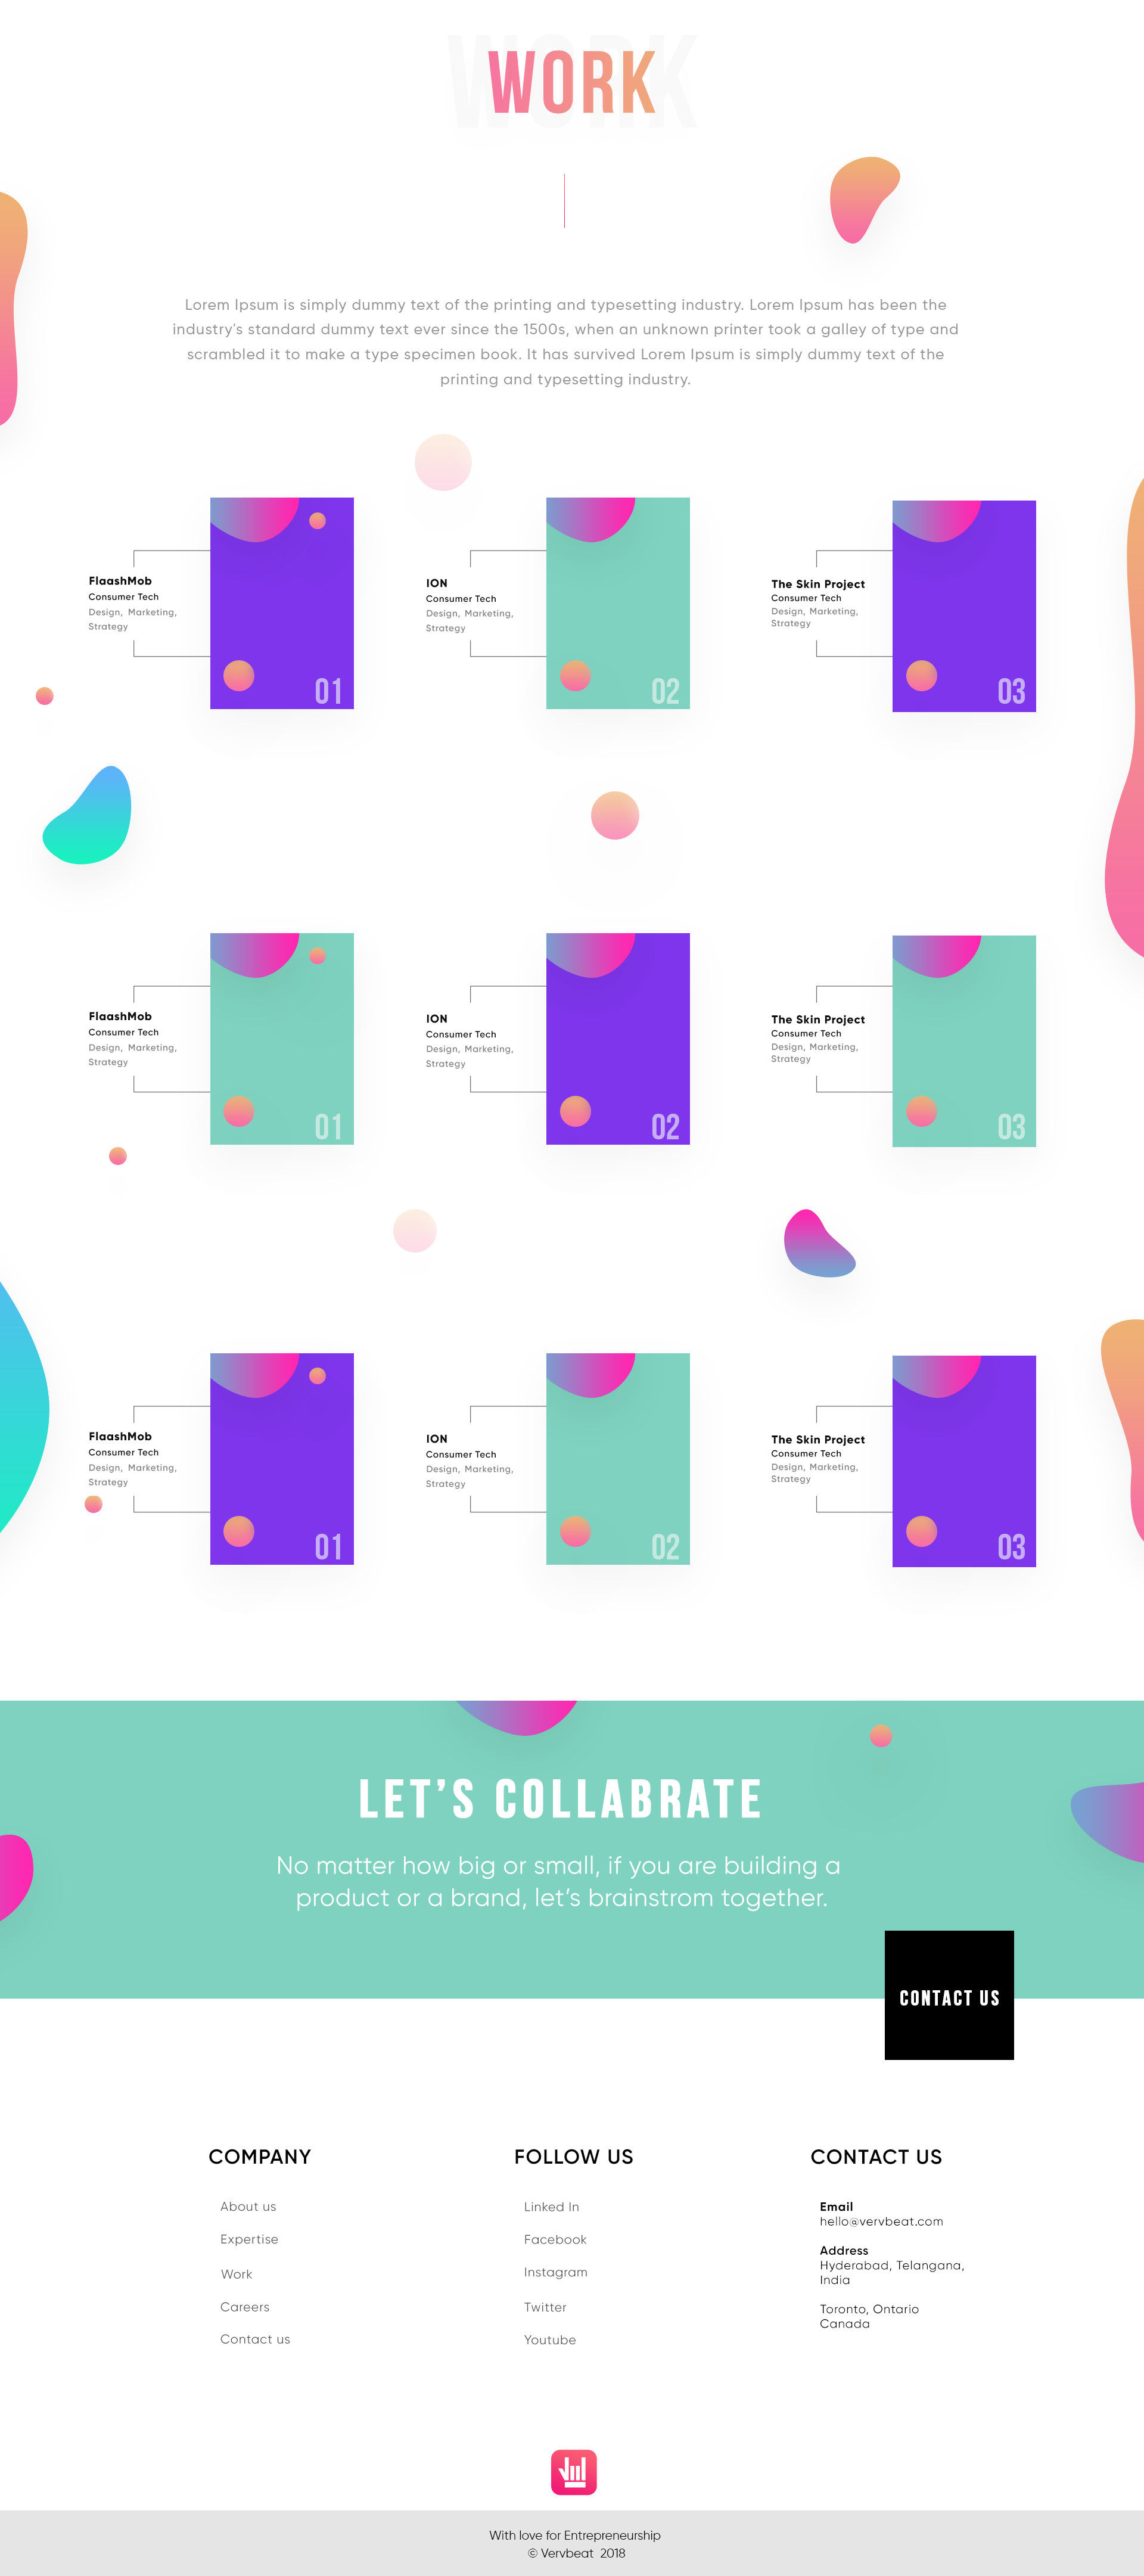 WORK
WORK
Lorem Ipsum is simply dummy text of the printing and typesetting industry. Lorem Ipsum has been the
industry's standard dummy text ever since the 1500s, when an unknown printer took a galley of type and
scrambled it to make a type specimen book. It has survived Lorem Ipsum is simply dummy text of the
printing and typesetting industry.
FlaashMob
Consumer Tech
Design, Marketing,
Strategy
01
ION
Consumer Tech
Design, Marketing,
Strategy
02
The Skin Project
Consumer Tech
Design, Marketing,
Strategy
03
FlaashMob
Consumer Tech
Design, Marketing,
Strategy
01
ION
Consumer Tech
Design, Marketing,
Strategy
02
The Skin Project
Consumer Tech
Design, Marketing,
Strategy
03
FlaashMob
Consumer Tech
Design, Marketing,
Strategy
01
ION
Consumer Tech
Design, Marketing,
Strategy
02
The Skin Project
Consumer Tech
Design, Marketing,
Strategy
03
LET'S COLLABRATE
No matter how big or small, if you are building a
product or a brand, let's brainstrom together.
CONTACT US
COMPANY
About us
Expertise
Work
Careers
Contact us
FOLLOW US
Linked In
Facebook
Instagram
Twitter
Youtube
CONTACT US
Email
hello@vervbeat.com
Address
Hyderabad, Telangana,
India
Toronto, Ontario
Canada
With love for Entrepreneurship
© Vervbeat 2018